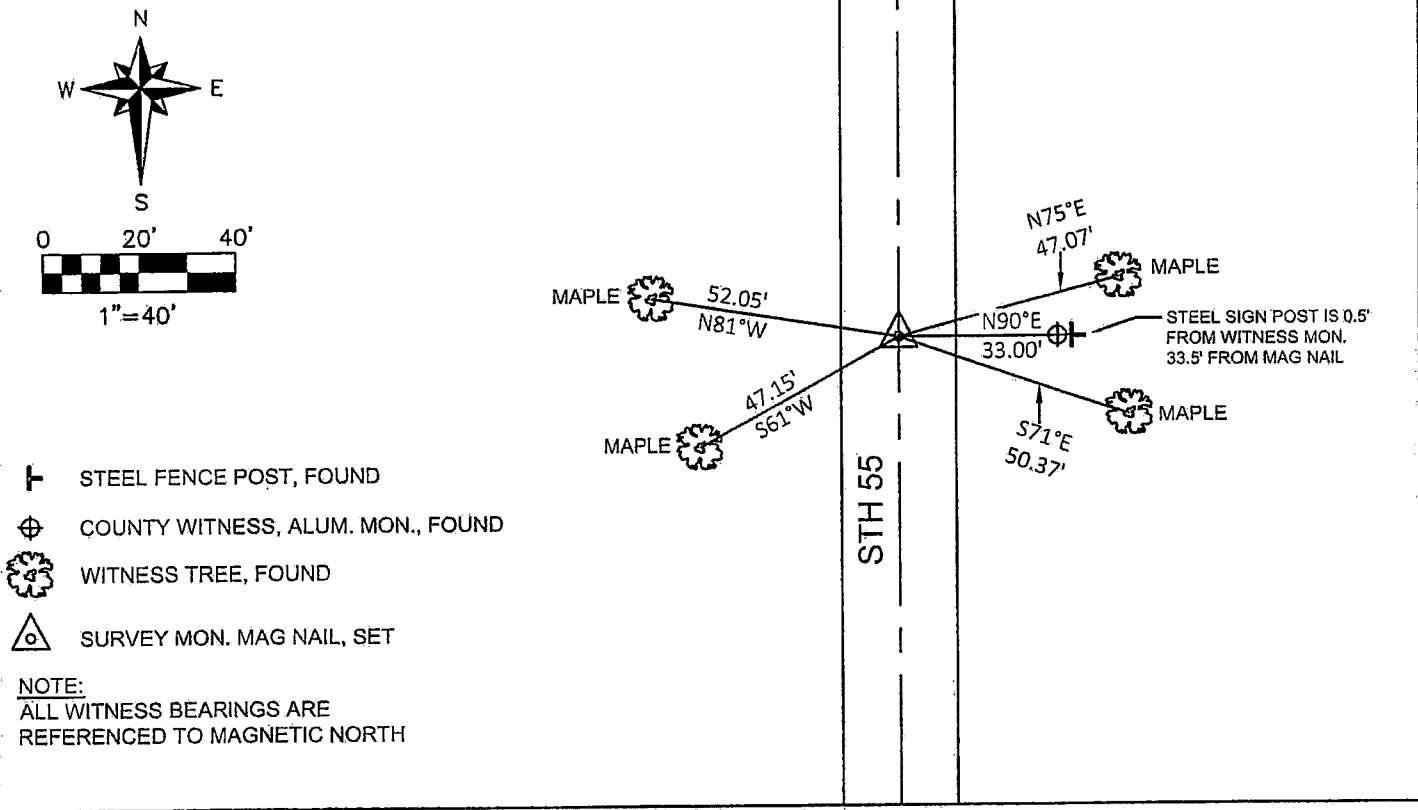 N
W E
S
0 20' 40'
1"=40'
N75°E
47.07'
MAPLE
MAPLE
52.05'
N81°W
N90°E
33.00'
STEEL SIGN POST IS 0.5'
FROM WITNESS MON.
33.5' FROM MAG NAIL
47.15'
S61°W
MAPLE
MAPLE
S71°E
50.37'
STH 55
STEEL FENCE POST, FOUND
COUNTY WITNESS, ALUM. MON., FOUND
WITNESS TREE, FOUND
SURVEY MON. MAG NAIL, SET
NOTE:
ALL WITNESS BEARINGS ARE
REFERENCED TO MAGNETIC NORTH